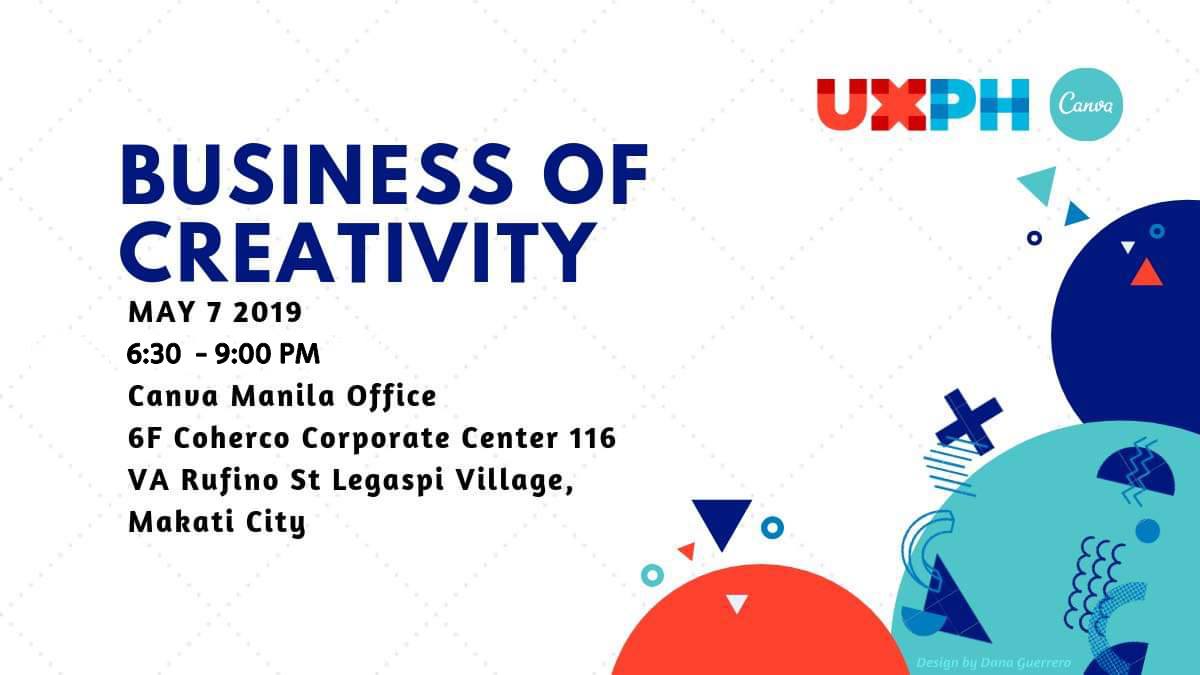 UXPH
Canva
BUSINESS OF
CREATIVITY
MAY 7 2019
6:30 - 9:00 PM
Canva Manila Office
6F Coherco Corporate Center 116
VA Rufino St Legaspi Village,
Makati City
Design by Dana Guerrero